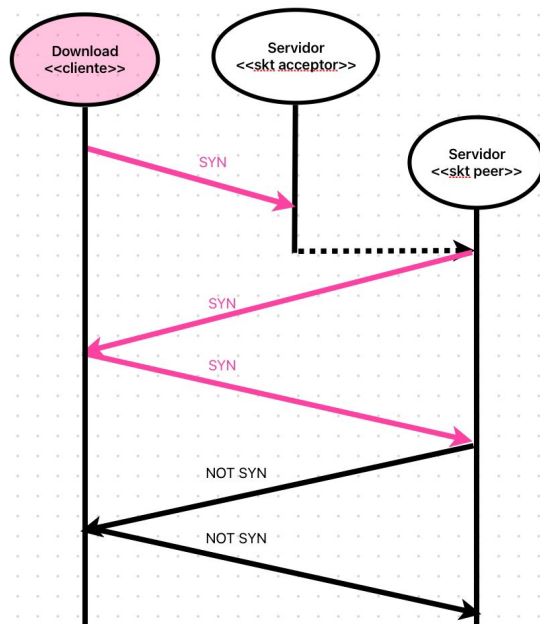 Download
<<cliente>>
Servidor
<<skt acceptor>>
Servidor
<<skt peer>>
SYN
SYN
SYN
NOT SYN
NOT SYN